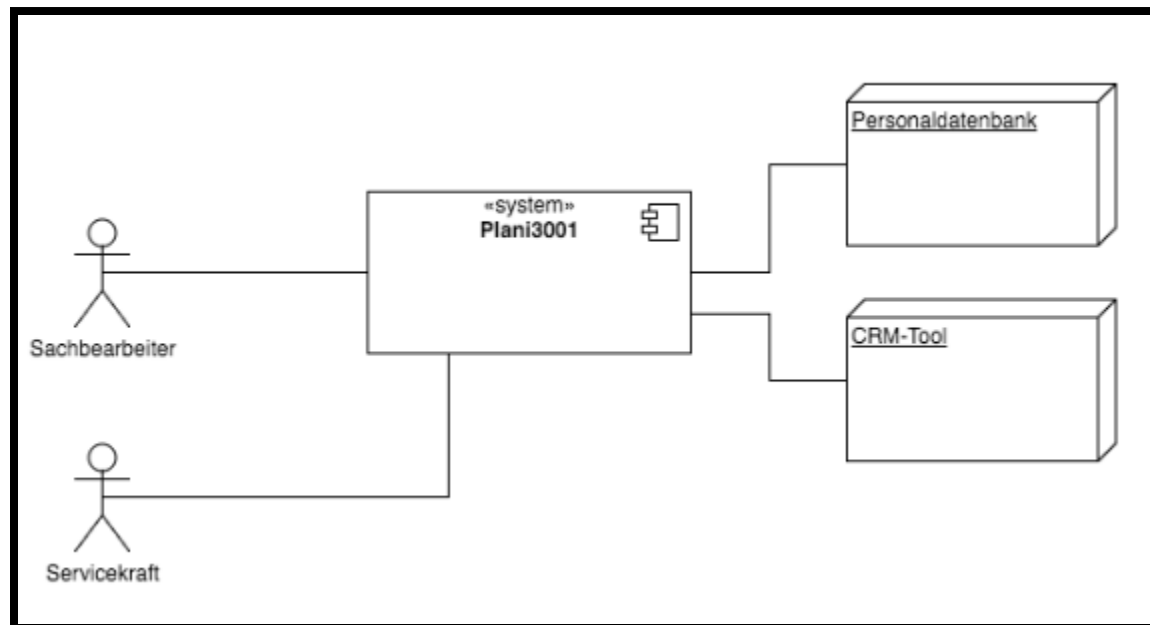 Personaldatenbank
«system»
Plani3001
Sachbearbeiter
CRM-Tool
Servicekraft